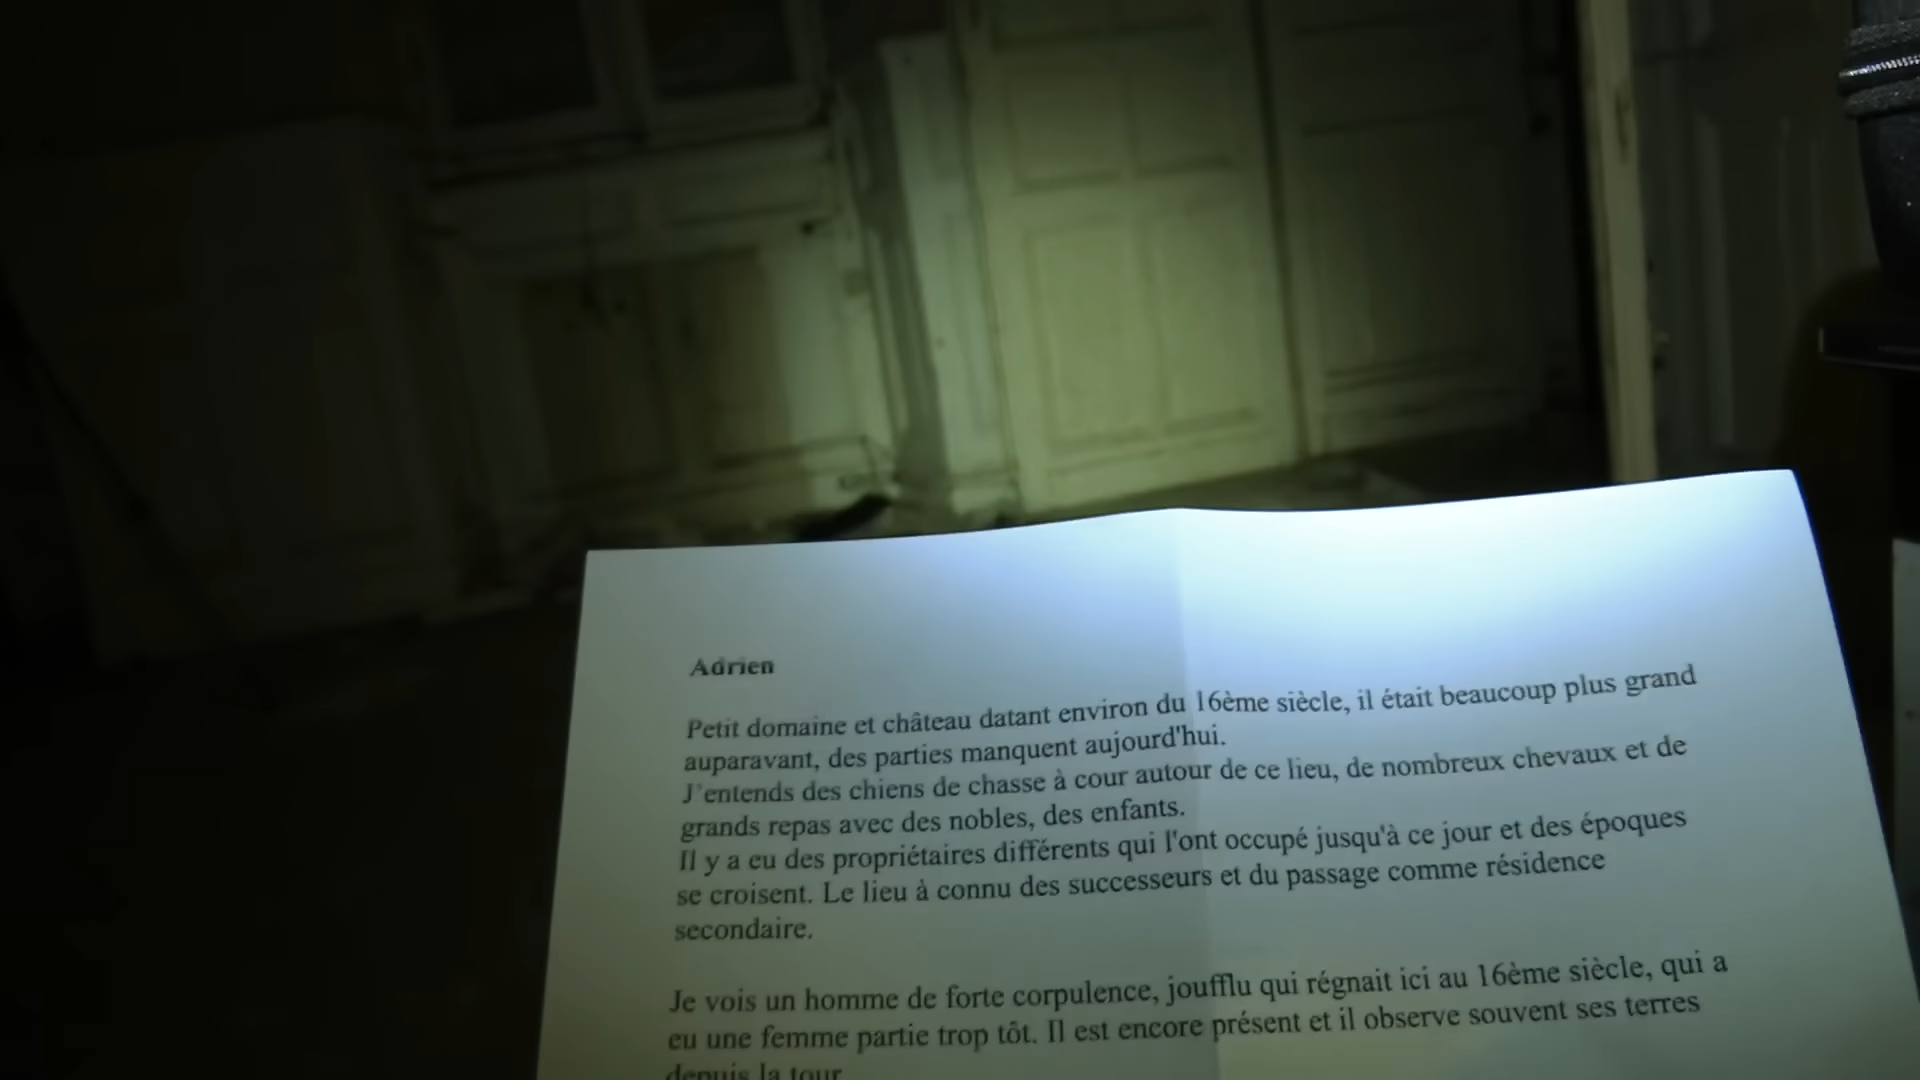 Adrien
Petit domaine et château datant environ du 16ème siècle, il était beaucoup plus grand
auparavant, des parties manquent aujourd'hui.
J'entends des chiens de chasse à cour autour de ce lieu, de nombreux chevaux et de
grands repas avec des nobles, des enfants.
Il y a eu des propriétaires différents qui l'ont occupé jusqu'à ce jour et des époques
se croisent. Le lieu à connu des successeurs et du passage comme résidence
secondaire.
Je vois un homme de forte corpulence, joufflu qui régnait ici au 16ème siècle, qui a
eu une femme partie trop tôt. Il est encore présent et il observe souvent ses terres
depuis la tour